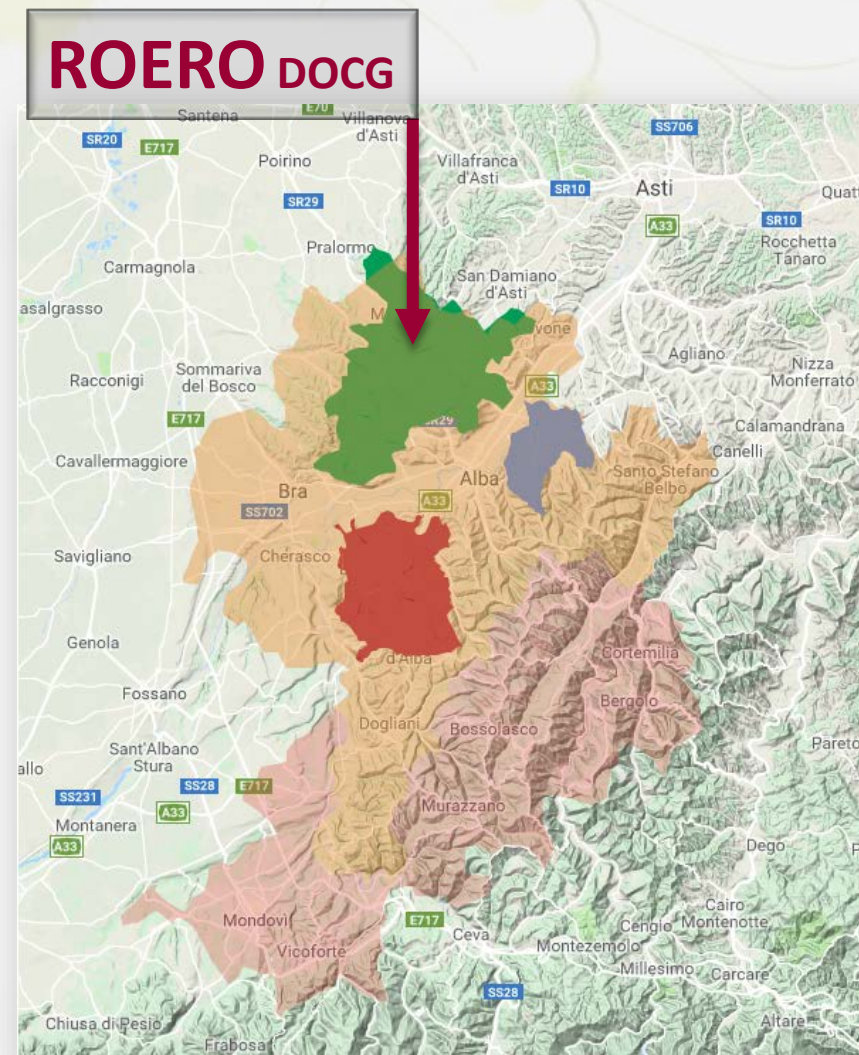 ROERO DOCG
Santena
E70
Villanova
d'Asti
SS706
SR20
E717
Poirino
Villafranca
d'Asti
SR10
Asti
Quatt
SR29
A33
SR10
Rocchetta
Tanaro
Pralormo
Carmagnola
San Damiano
d'Asti
asalgrasso
M
vone
Agliano
Nizza
Monferrato
Racconigi
Sommariva
del Bosco
A33
E717
R29
Calamandrana
Canelli
Cavallermaggiore
Alba
Santo Stefano
Belbo
Bra
A33
SS702
Savigliano
Cherasco
Genola
d'Alba
Cortemilia
Fossano
Bergolo
Dogliani
Bossolasco
Sant'Albano
Stura
Pareto
allo
SS28
E717
SS231
A33
Murazzano
Montanera
A33
Dego
P
Cairo
Montenotte
Mondovì
E717
Ceva
Cengio
Montezemolo
Vicoforte
Millesimo
Carcare
SS28
Chiusa di Pesio
Altare
Frabosa